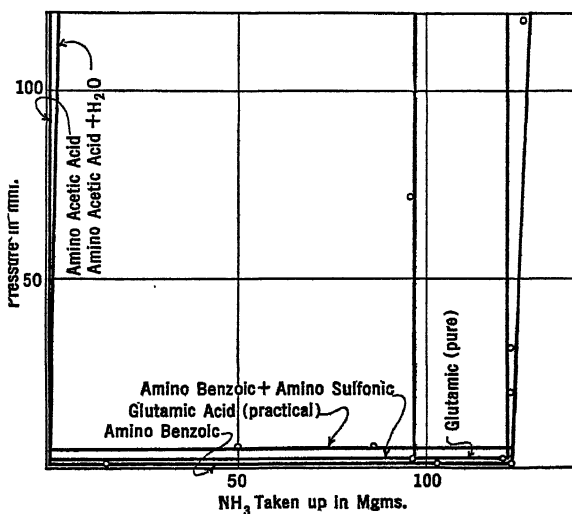 100
50
Pressure in mm.
Amino Acetic Acid
Amino Acetic Acid + H2O
Amino Benzoic + Amino Sulfonic
Glutamic Acid (practical)
Amino Benzoic
Glutamic (pure)
50
100
NH3 Taken up in Mgms.